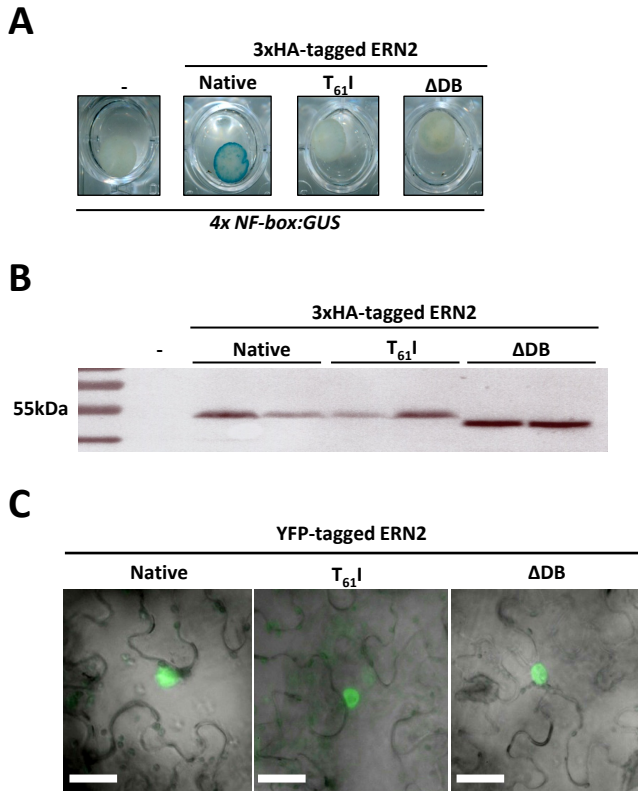 A
3xHA-tagged ERN2
- Native T₆₁I ΔDB
4x NF-box:GUS
B
3xHA-tagged ERN2
- Native T₆₁I ΔDB
55kDa
C
YFP-tagged ERN2
Native T₆₁I ΔDB